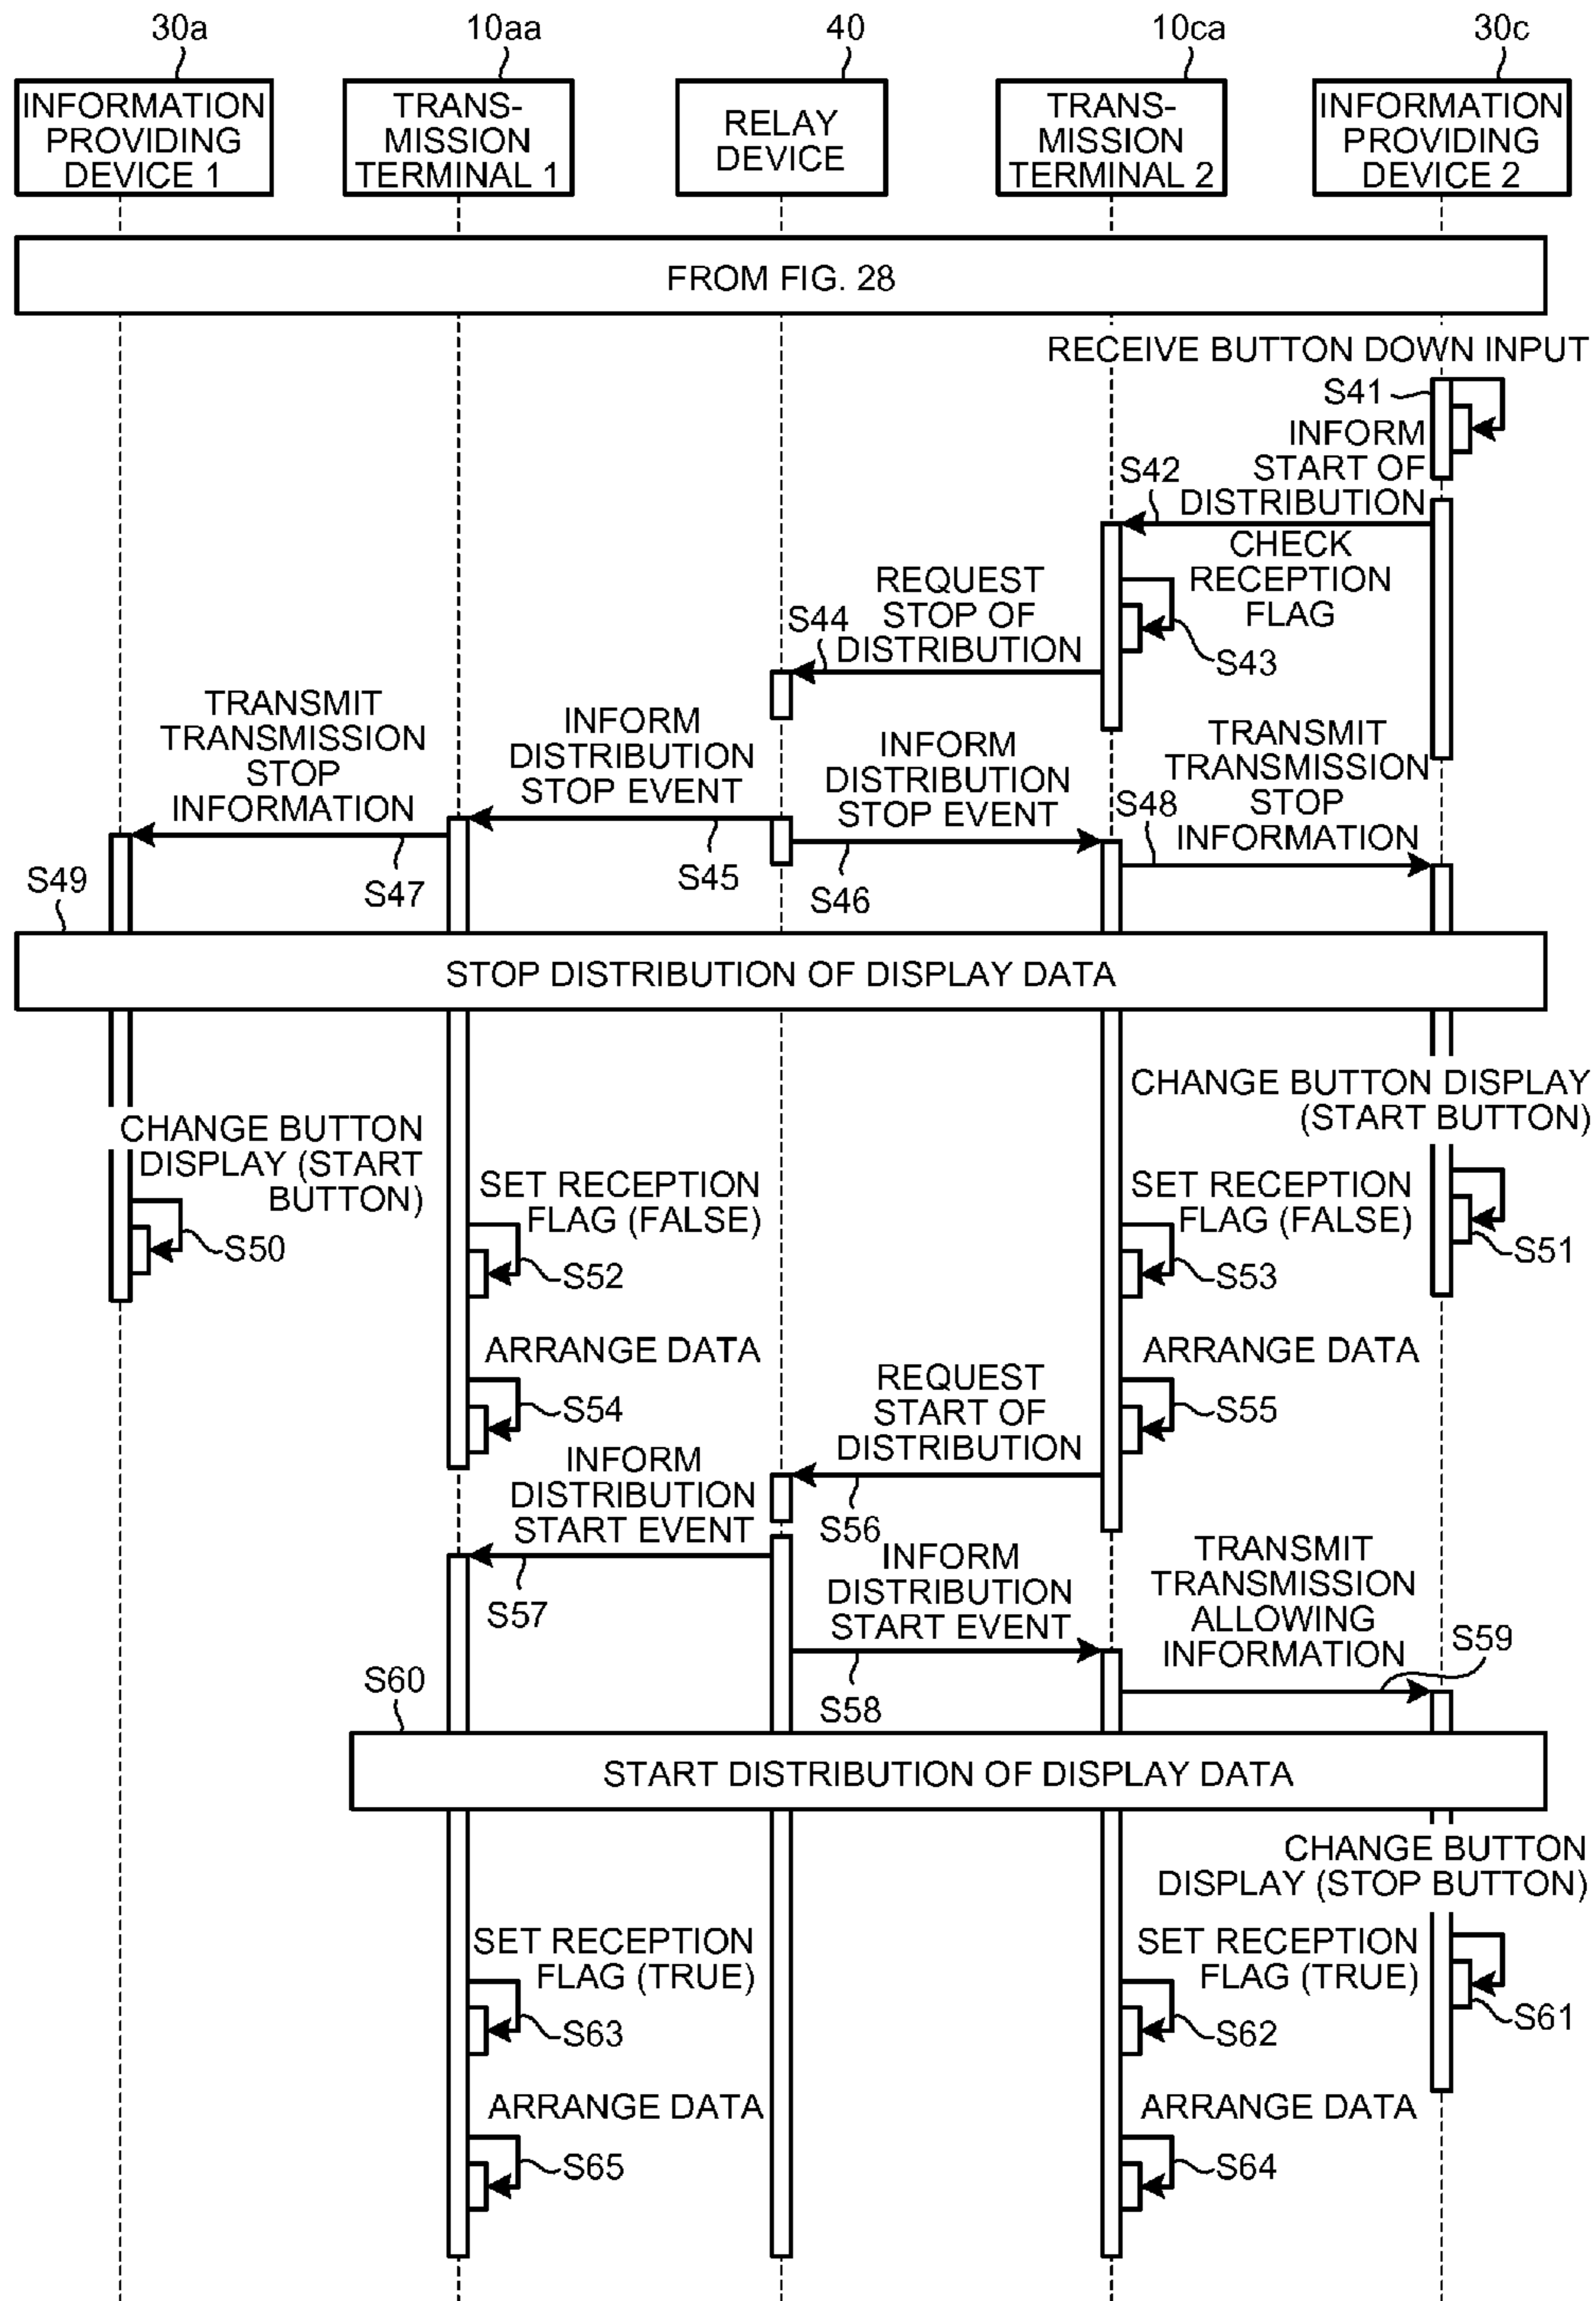 30a
10aa
40
10ca
30c
INFORMATION
PROVIDING
DEVICE 1
TRANS-
MISSION
TERMINAL 1
RELAY
DEVICE
TRANS-
MISSION
TERMINAL 2
INFORMATION
PROVIDING
DEVICE 2
FROM FIG. 28
RECEIVE BUTTON DOWN INPUT
S41
INFORM
START OF
DISTRIBUTION
S42
CHECK
RECEPTION
FLAG
S43
REQUEST
STOP OF
DISTRIBUTION
S44
TRANSMIT
TRANSMISSION
STOP
INFORMATION
S47
INFORM
DISTRIBUTION
STOP EVENT
S45
INFORM
DISTRIBUTION
STOP EVENT
S46
TRANSMIT
TRANSMISSION
STOP
INFORMATION
S48
S49
STOP DISTRIBUTION OF DISPLAY DATA
CHANGE BUTTON DISPLAY
(START BUTTON)
S51
CHANGE BUTTON
DISPLAY (START
BUTTON)
S50
SET RECEPTION
FLAG (FALSE)
S52
SET RECEPTION
FLAG (FALSE)
S53
ARRANGE DATA
S54
ARRANGE DATA
S55
REQUEST
START OF
DISTRIBUTION
S56
INFORM
DISTRIBUTION
START EVENT
S57
INFORM
DISTRIBUTION
START EVENT
S58
TRANSMIT
TRANSMISSION
ALLOWING
INFORMATION
S59
S60
START DISTRIBUTION OF DISPLAY DATA
CHANGE BUTTON
DISPLAY (STOP BUTTON)
S61
SET RECEPTION
FLAG (TRUE)
S63
SET RECEPTION
FLAG (TRUE)
S62
ARRANGE DATA
S65
ARRANGE DATA
S64